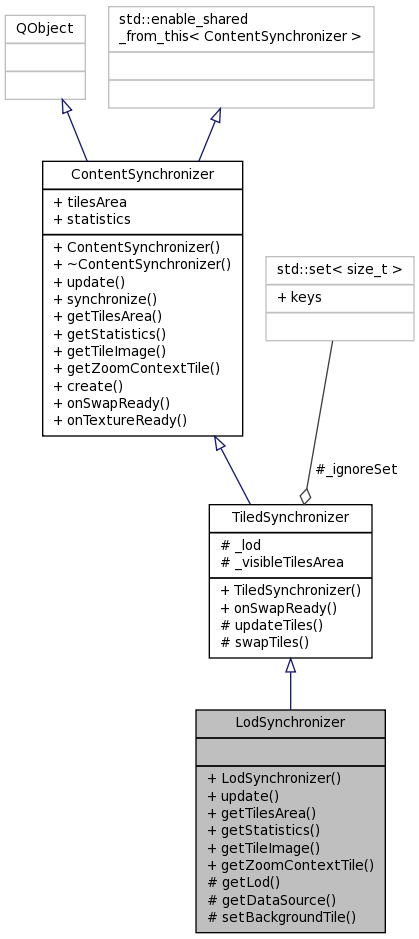 QObject
std::enable_shared
_from_this< ContentSynchronizer >
ContentSynchronizer
+ tilesArea
+ statistics
+ ContentSynchronizer()
+ ~ContentSynchronizer()
+ update()
+ synchronize()
+ getTilesArea()
+ getStatistics()
+ getTileImage()
+ getZoomContextTile()
+ create()
+ onSwapReady()
+ onTextureReady()
std::set< size_t >
+ keys
#_ignoreSet
TiledSynchronizer
# _lod
# _visibleTilesArea
+ TiledSynchronizer()
+ onSwapReady()
# updateTiles()
# swapTiles()
LodSynchronizer
+ LodSynchronizer()
+ update()
+ getTilesArea()
+ getStatistics()
+ getTileImage()
+ getZoomContextTile()
# getLod()
# getDataSource()
# setBackgroundTile()